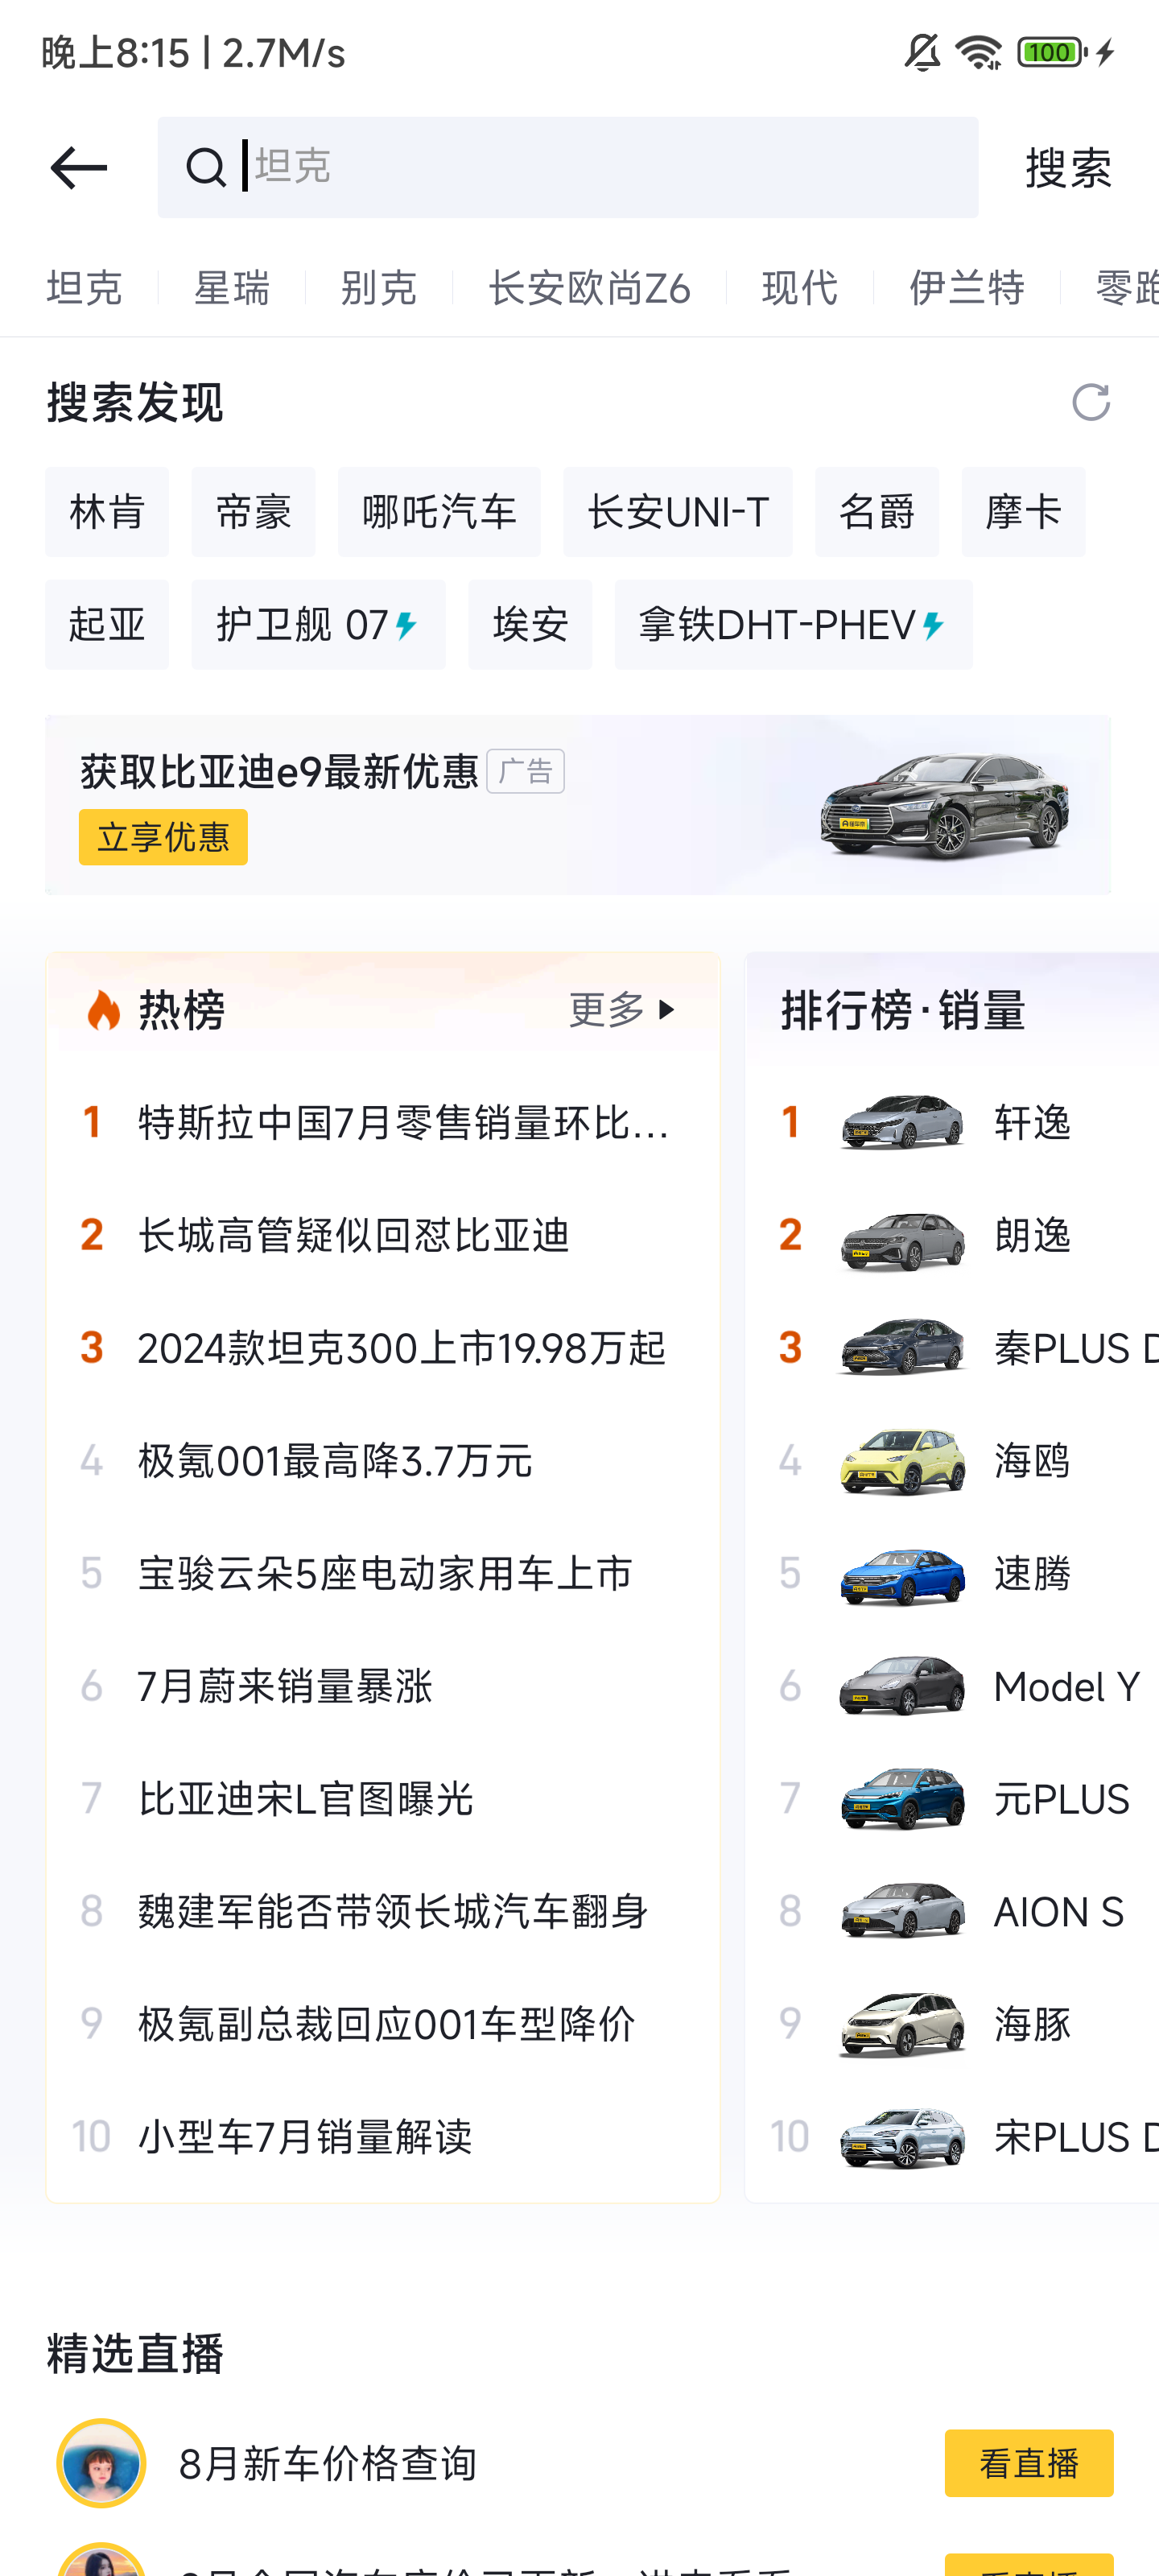 晚上8:15 | 2.7M/s
100
坦克
搜索
坦克 星瑞 别克 长安欧尚Z6 现代 伊兰特 零跑
搜索发现
林肯 帝豪 哪吒汽车 长安UNI-T 名爵 摩卡
起亚 护卫舰 07 埃安 拿铁DHT-PHEV
获取比亚迪e9最新优惠 广告
立享优惠
热榜 更多
1 特斯拉中国7月零售销量环比...
2 长城高管疑似回怼比亚迪
3 2024款坦克300上市19.98万起
4 极氪001最高降3.7万元
5 宝骏云朵5座电动家用车上市
6 7月蔚来销量暴涨
7 比亚迪宋L官图曝光
8 魏建军能否带领长城汽车翻身
9 极氪副总裁回应001车型降价
10 小型车7月销量解读
排行榜·销量
1 轩逸
2 朗逸
3 秦PLUS D
4 海鸥
5 速腾
6 Model Y
7 元PLUS
8 AION S
9 海豚
10 宋PLUS D
精选直播
8月新车价格查询 看直播